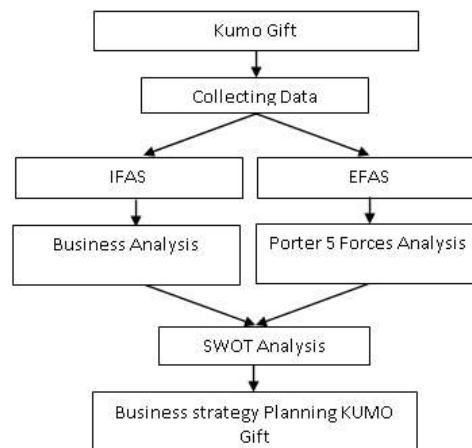 Kumo Gift
Collecting Data
IFAS
EFAS
Business Analysis
Porter 5 Forces Analysis
SWOT Analysis
Business strategy Planning KUMO
Gift